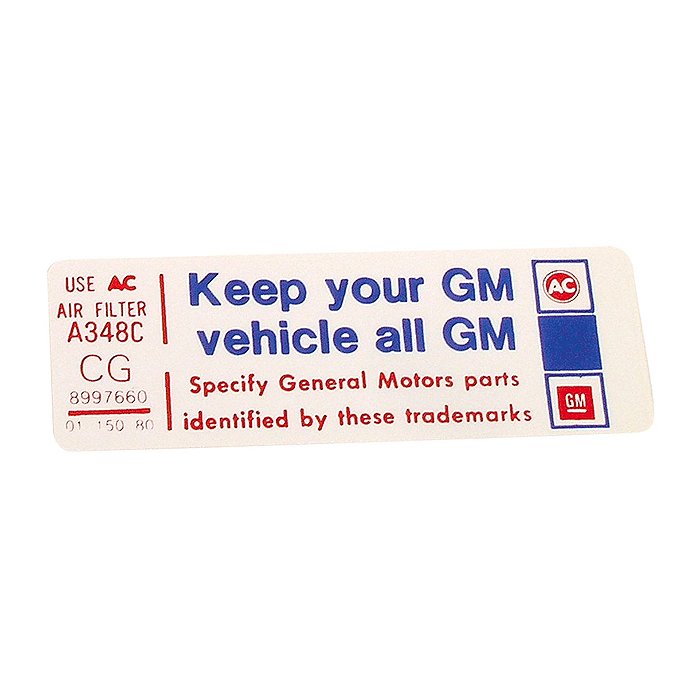 USE AC
AIR FILTER
A348C
CG
8997660
01 150 80
Keep your GM
vehicle all GM
Specify General Motors parts
identified by these trademarks
AC
GM